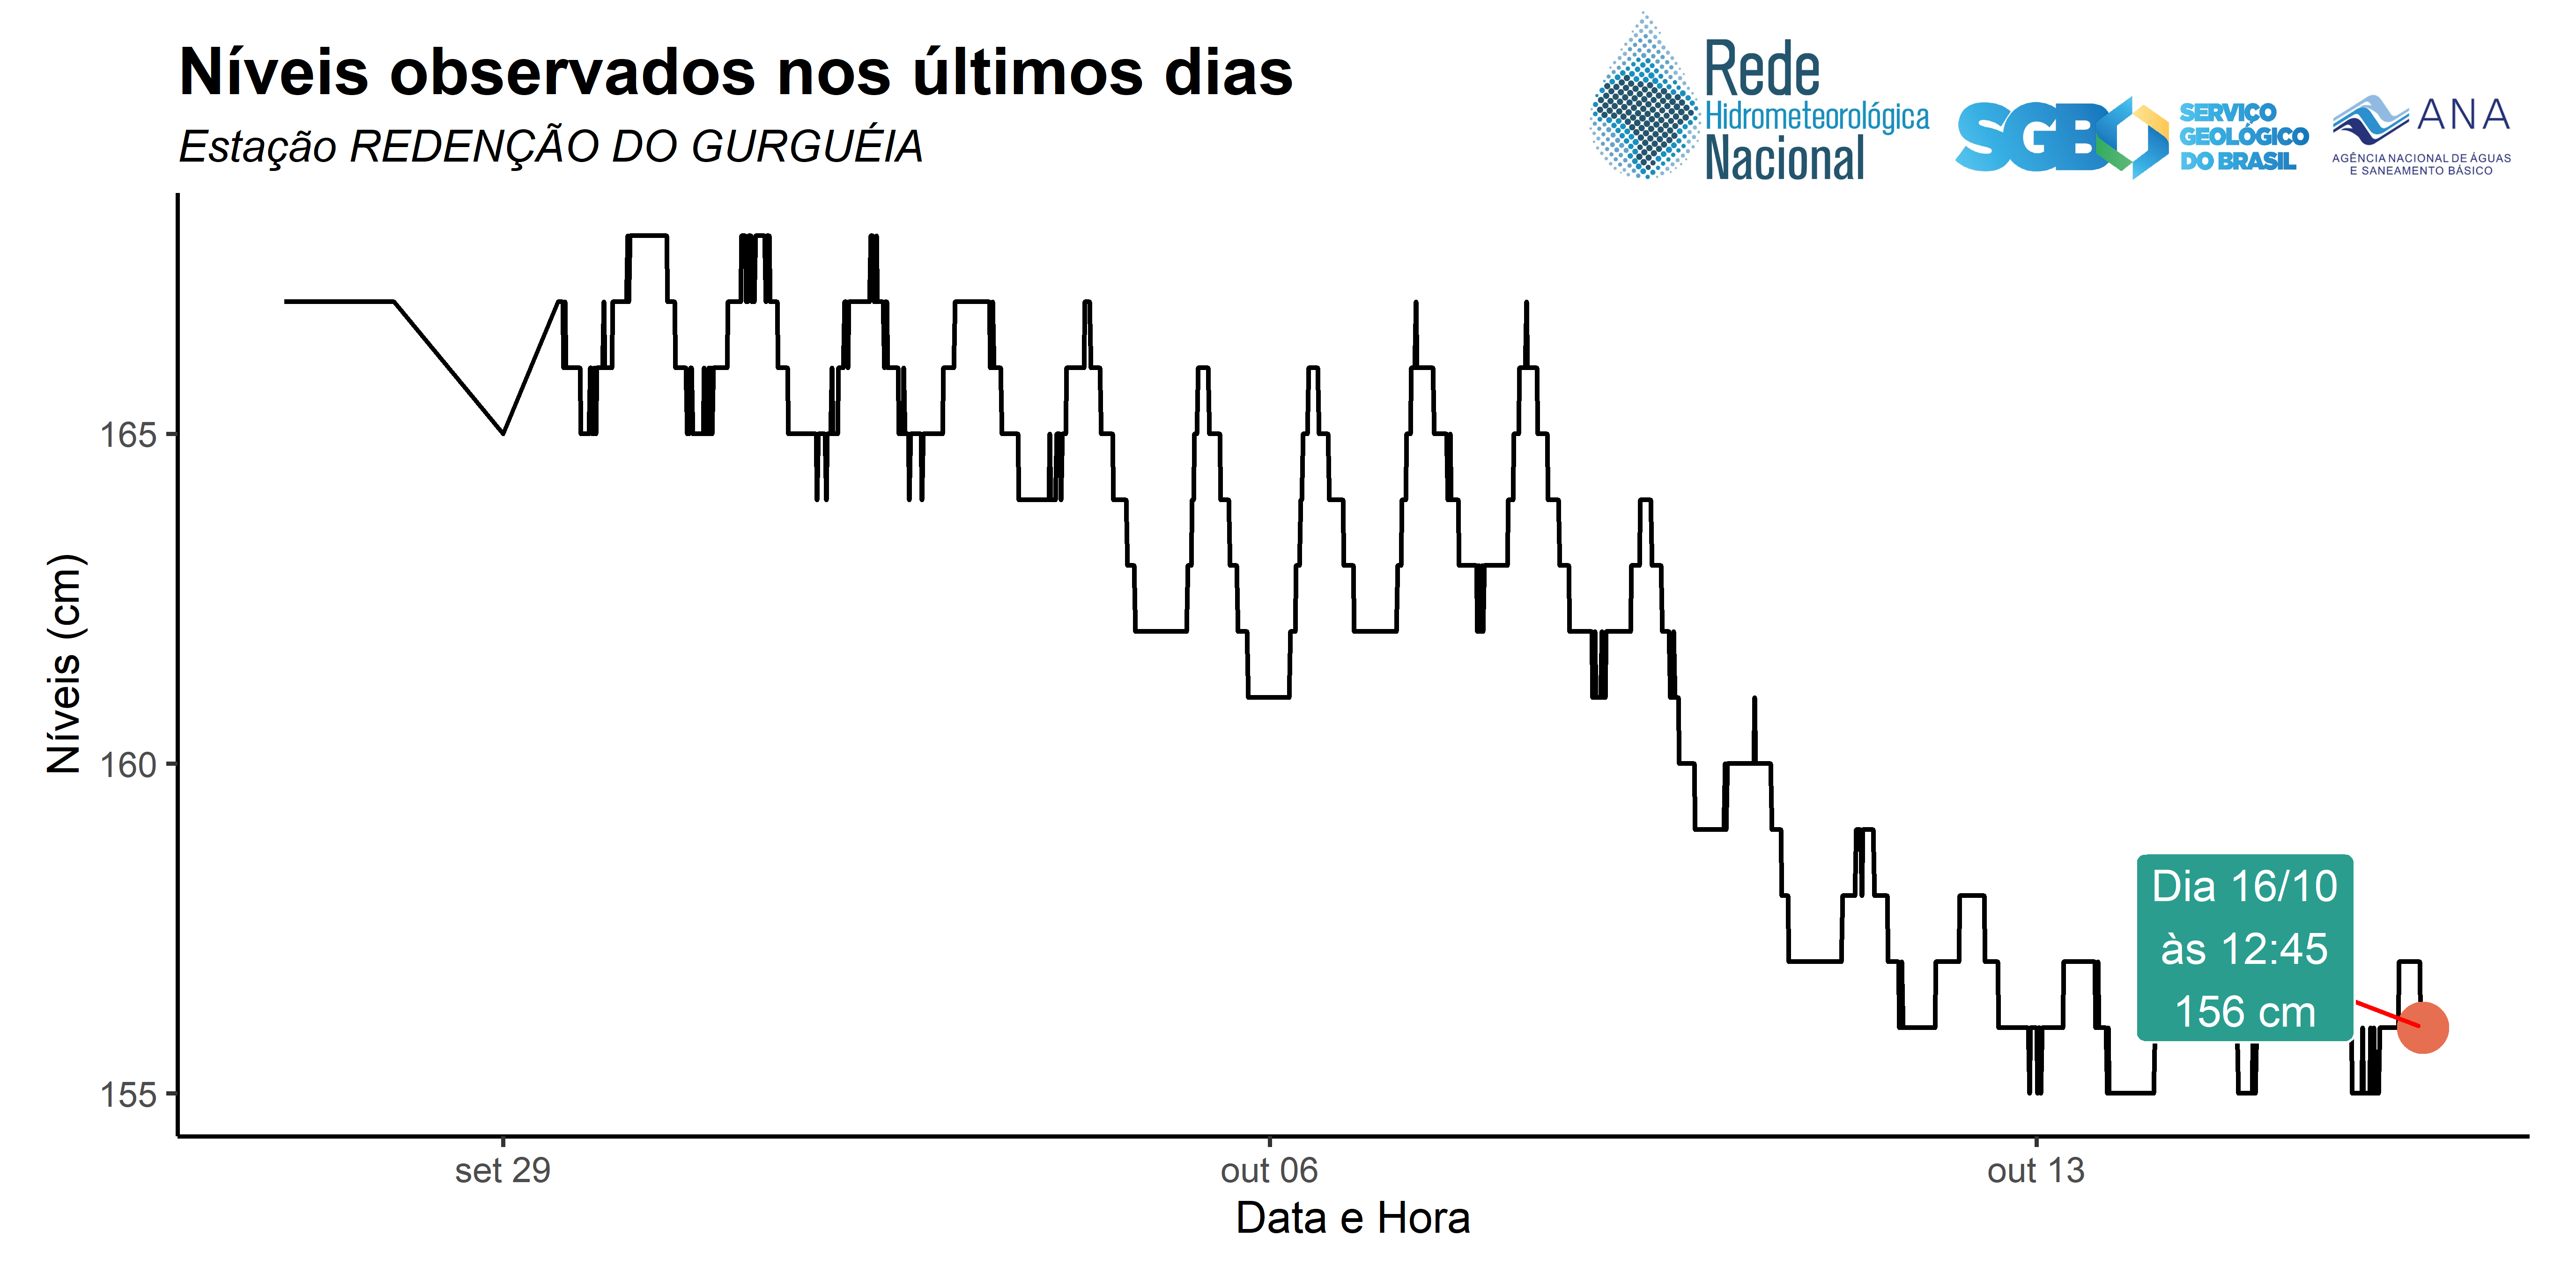 Níveis observados nos últimos dias
Estação REDENÇÃO DO GURGUÉIA
Rede
Hidrometeorológica
Nacional
SGB
SERVIÇO
GEOLÓGICO
DO BRASIL
ANA
AGÊNCIA NACIONAL DE ÁGUAS
E SANEAMENTO BÁSICO
Níveis (cm)
165
160
155
Dia 16/10
às 12:45
156 cm
set 29
out 06
out 13
Data e Hora